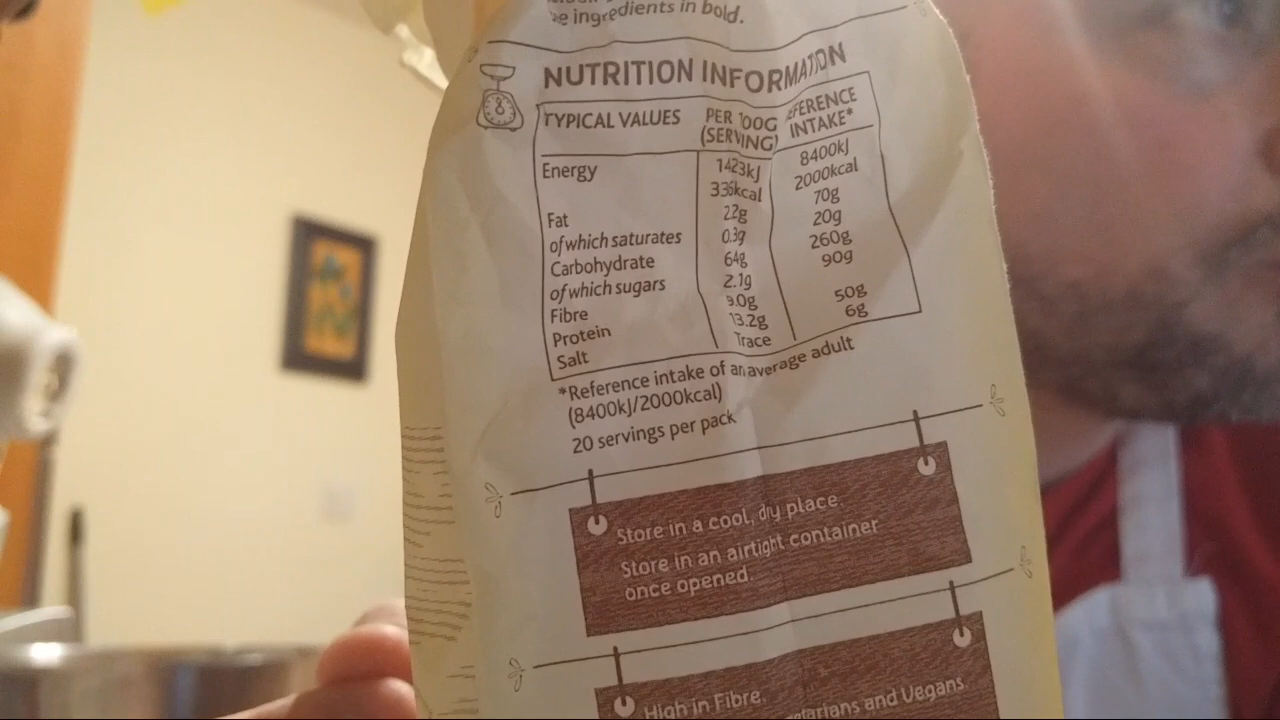 ingredients in bold.
NUTRITION INFORMATION
TYPICAL VALUES PER 100G (SERVING) REFERENCE INTAKE*
Energy 1423kJ 8400kJ
336kcal 2000kcal
Fat 2.2g 70g
of which saturates 0.3g 20g
Carbohydrate 64g 260g
of which sugars 2.1g 90g
Fibre 9.0g
Protein 13.2g 50g
Salt Trace 6g
*Reference intake of an average adult
(8400kJ/2000kcal)
20 servings per pack
Store in a cool, dry place.
Store in an airtight container
once opened.
High in Fibre.
and Vegans.